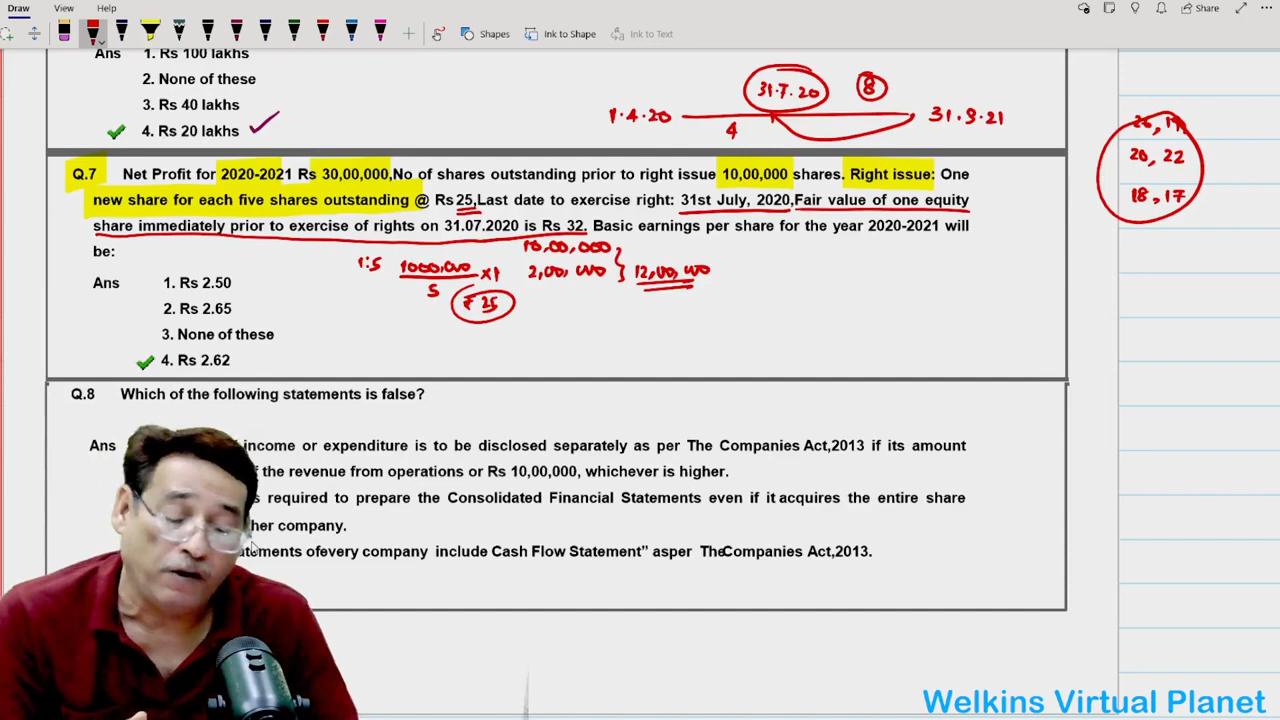 Draw View Help
Share
Shapes Ink to Shape Ink to Text
Ans 1. Rs 100 lakhs
2. None of these
3. Rs 40 lakhs
4. Rs 20 lakhs
1.4.20 31.7.20 8 31.3.21
4
20, 22
18, 17
Q.7 Net Profit for 2020-2021 Rs 30,00,000,No of shares outstanding prior to right issue 10,00,000 shares. Right issue: One
new share for each five shares outstanding @ Rs 25,Last date to exercise right: 31st July, 2020,Fair value of one equity
share immediately prior to exercise of rights on 31.07.2020 is Rs 32. Basic earnings per share for the year 2020-2021 will
be:
10,00,000
1:5 1000,000 x1 2,00,000 } 12,00,000
5 ₹ 25
Ans 1. Rs 2.50
2. Rs 2.65
3. None of these
4. Rs 2.62
Q.8 Which of the following statements is false?
Ans income or expenditure is to be disclosed separately as per The Companies Act,2013 if its amount
the revenue from operations or Rs 10,00,000, whichever is higher.
required to prepare the Consolidated Financial Statements even if it acquires the entire share
company.
ofevery company include Cash Flow Statement” asper TheCompanies Act,2013.
Welkins Virtual Planet